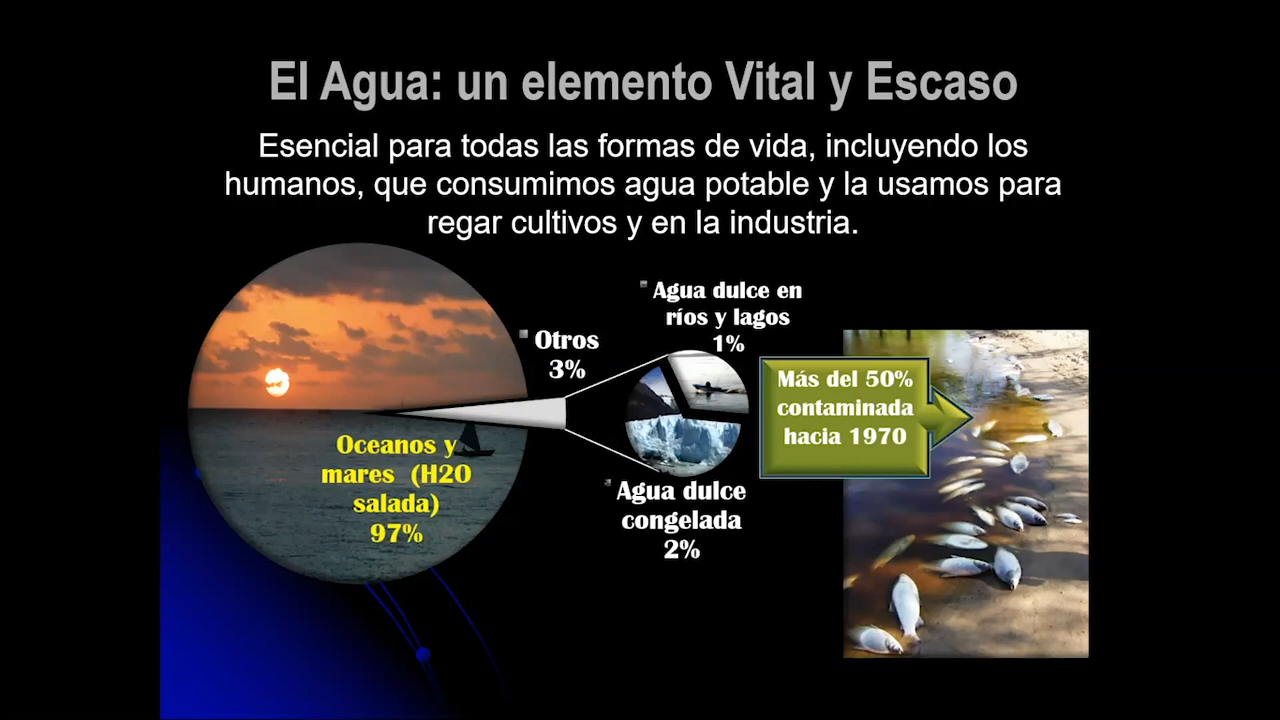 El Agua: un elemento Vital y Escaso
Esencial para todas las formas de vida, incluyendo los
humanos, que consumimos agua potable y la usamos para
regar cultivos y en la industria.
Oceanos y
mares (H2O
salada)
97%
Otros
3%
Agua dulce en
ríos y lagos
1%
Agua dulce
congelada
2%
Más del 50%
contaminada
hacia 1970